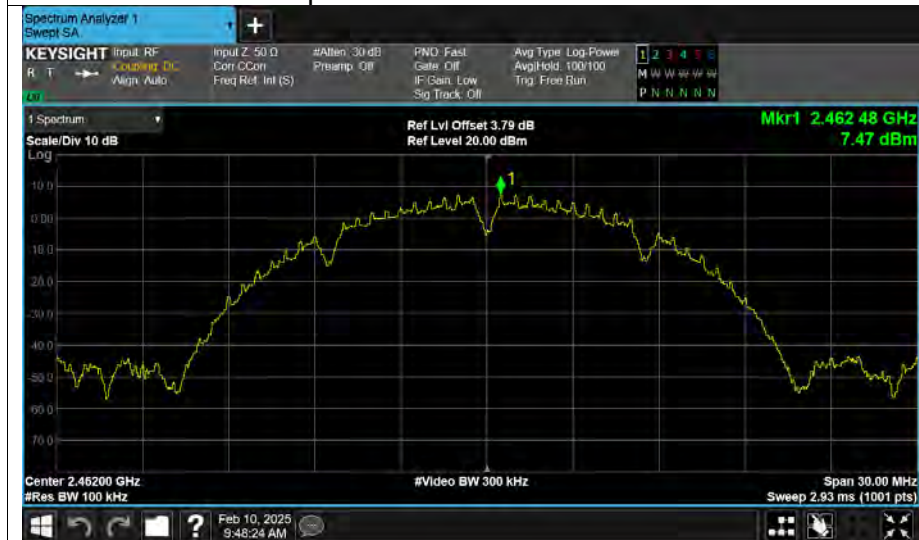 Spectrum Analyzer 1
Swept SA
+
KEYSIGHT Input: RF
R T Coupling: DC
Align: Auto
Input Z: 50 Ω
Corr CCorr
Freq Ref: Int (S)
#Atten: 30 dB
Preamp: Off
PNO: Fast
Gate: Off
IF Gain: Low
Sig Track: Off
Avg Type: Log-Power
Avg|Hold: 100/100
Trig: Free Run
1 2 3 4 5 6
M W W W W W
P N N N N N
1 Spectrum
Scale/Div 10 dB
Log
Ref Lvl Offset 3.79 dB
Ref Level 20.00 dBm
Mkr1 2.462 48 GHz
7.47 dBm
1
10.0
0.00
-10.0
-20.0
-30.0
-40.0
-50.0
-60.0
-70.0
Center 2.46200 GHz
#Res BW 100 kHz
#Video BW 300 kHz
Span 30.00 MHz
Sweep 2.93 ms (1001 pts)
?
Feb 10, 2025
9:48:24 AM